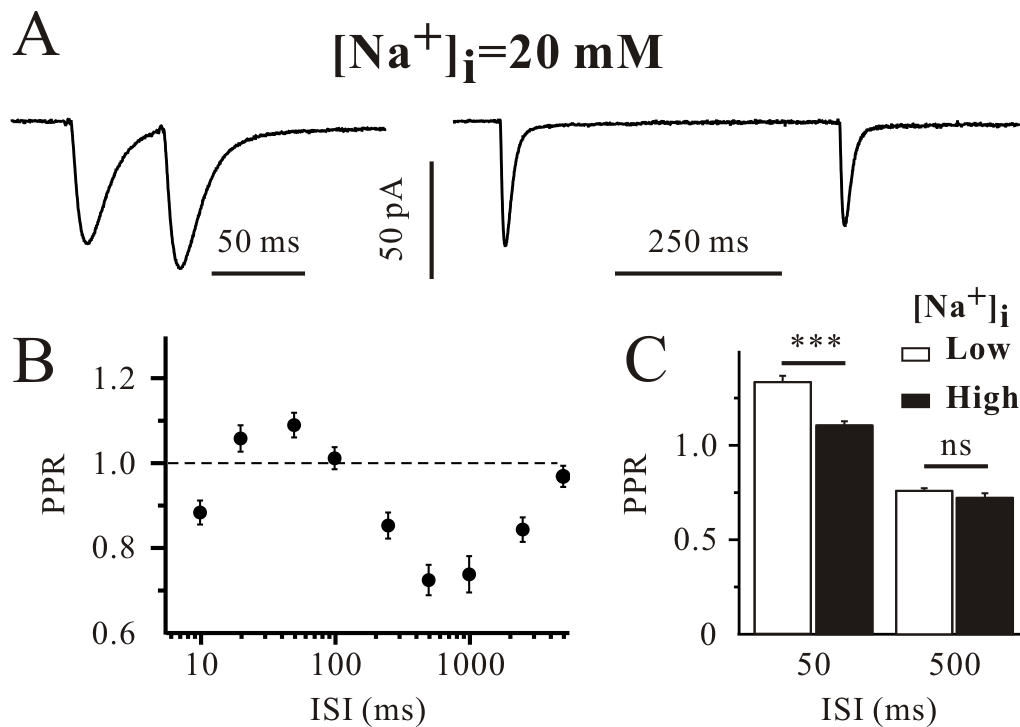 A
[Na+]i=20 mM
50 ms
50 pA
250 ms
B
PPR
1.2
1.0
0.8
0.6
10 100 1000
ISI (ms)
C
[Na+]i
Low
High
***
ns
PPR
1.0
0.5
0
50 500
ISI (ms)